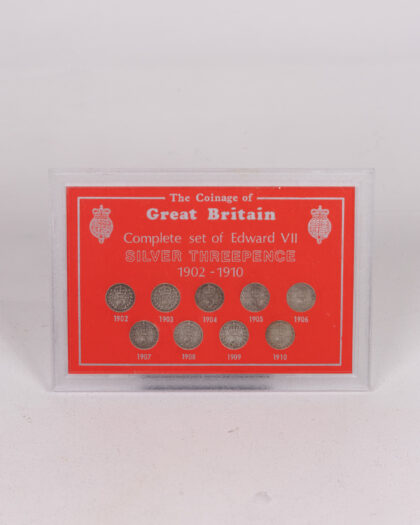 The Coinage of
Great Britain
Complete set of Edward VII
SILVER THREEPENCE
1902 - 1910
1902 1903 1904 1905 1906
1907 1908 1909 1910